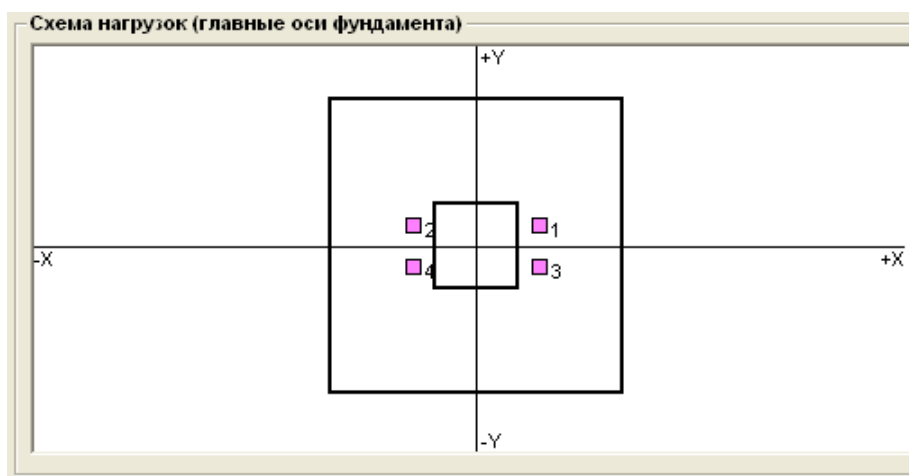 Схема нагрузок (главные оси фундамента)
+Y
2
1
-X
+X
4
3
-Y